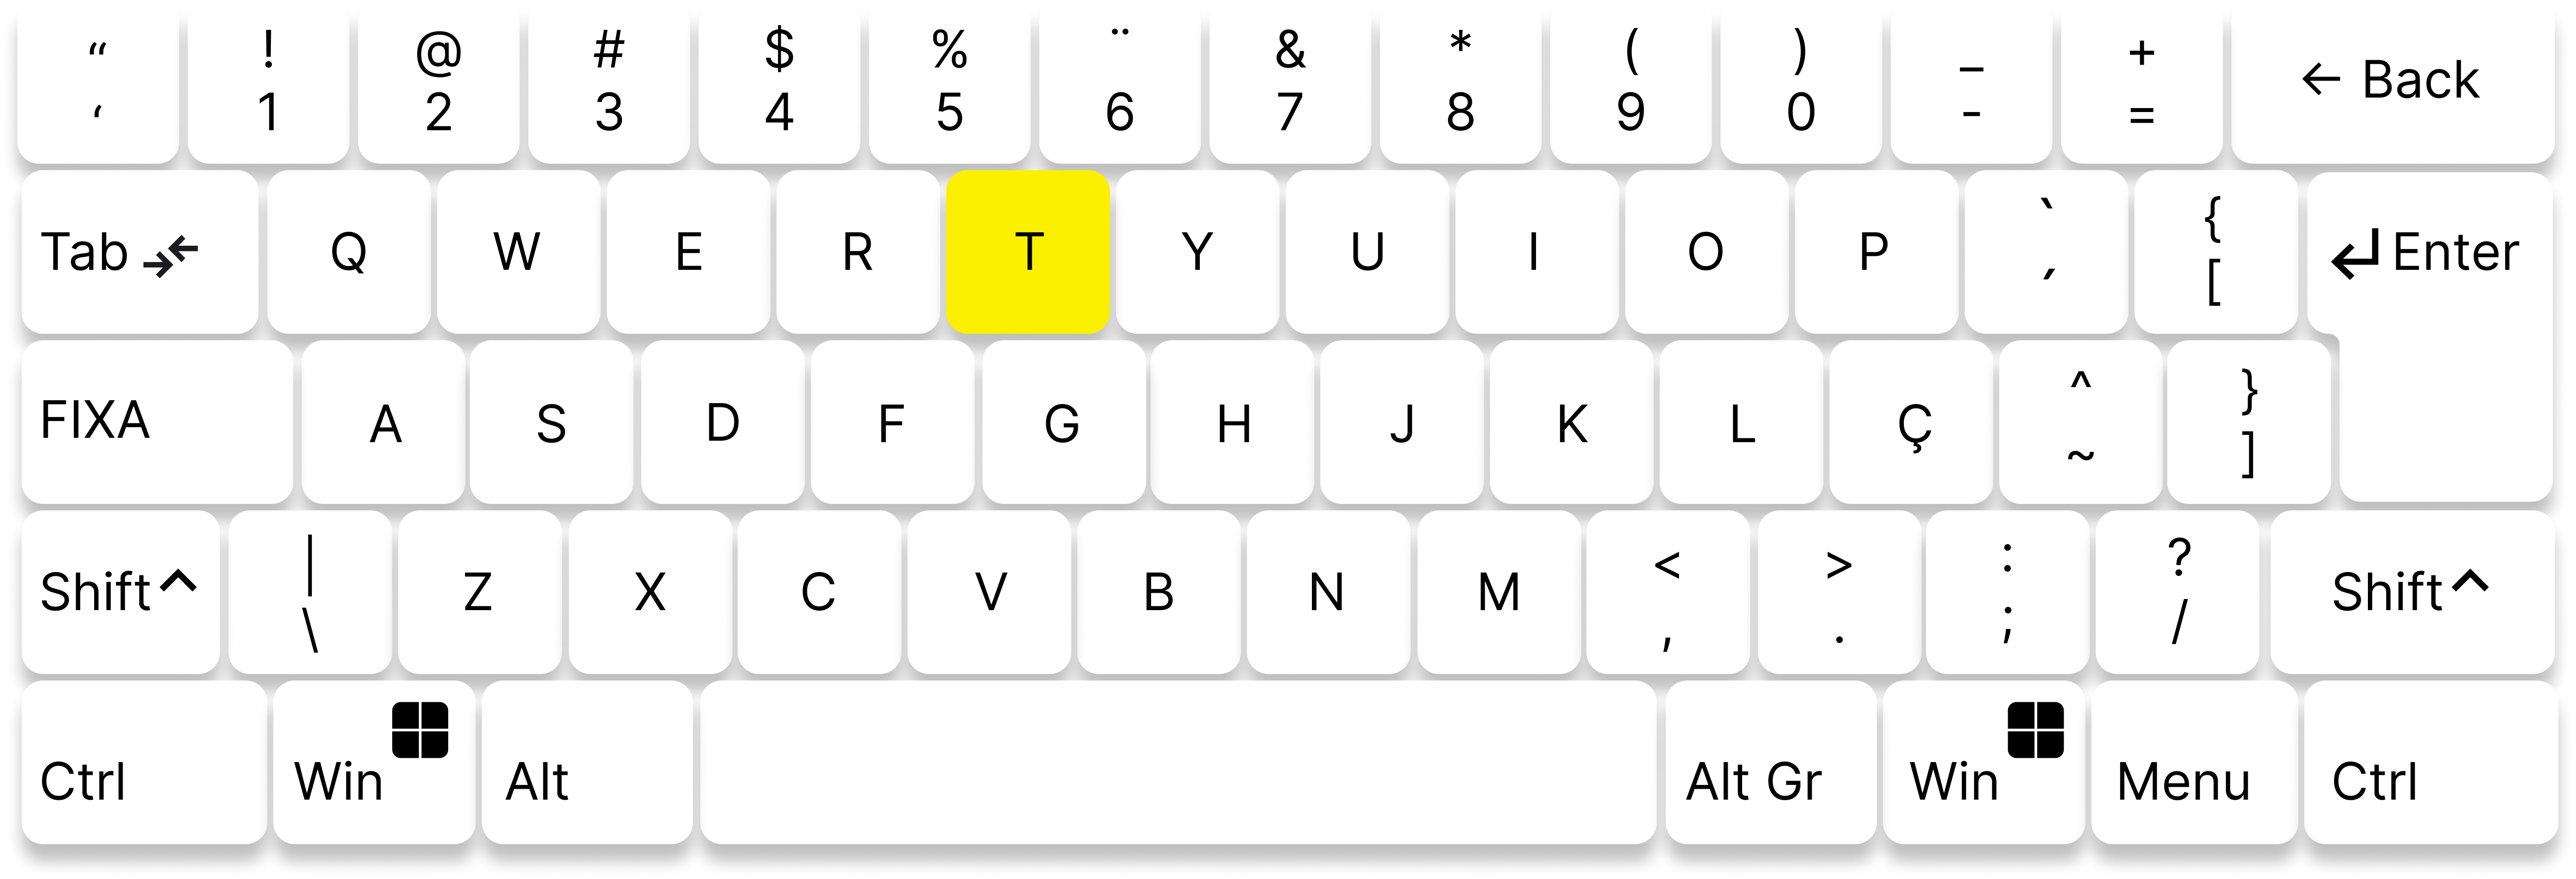 “ ! @ # $ % ¨ & * ( ) _ + ← Back
‘ 1 2 3 4 5 6 7 8 9 0 - =
Tab Q W E R T Y U I O P ` { Enter
´ [
FIXA A S D F G H J K L Ç ^ }
~ ]
Shift | Z X C V B N M < > : ? Shift
\ , . ; /
Ctrl Win Alt Alt Gr Win Menu Ctrl